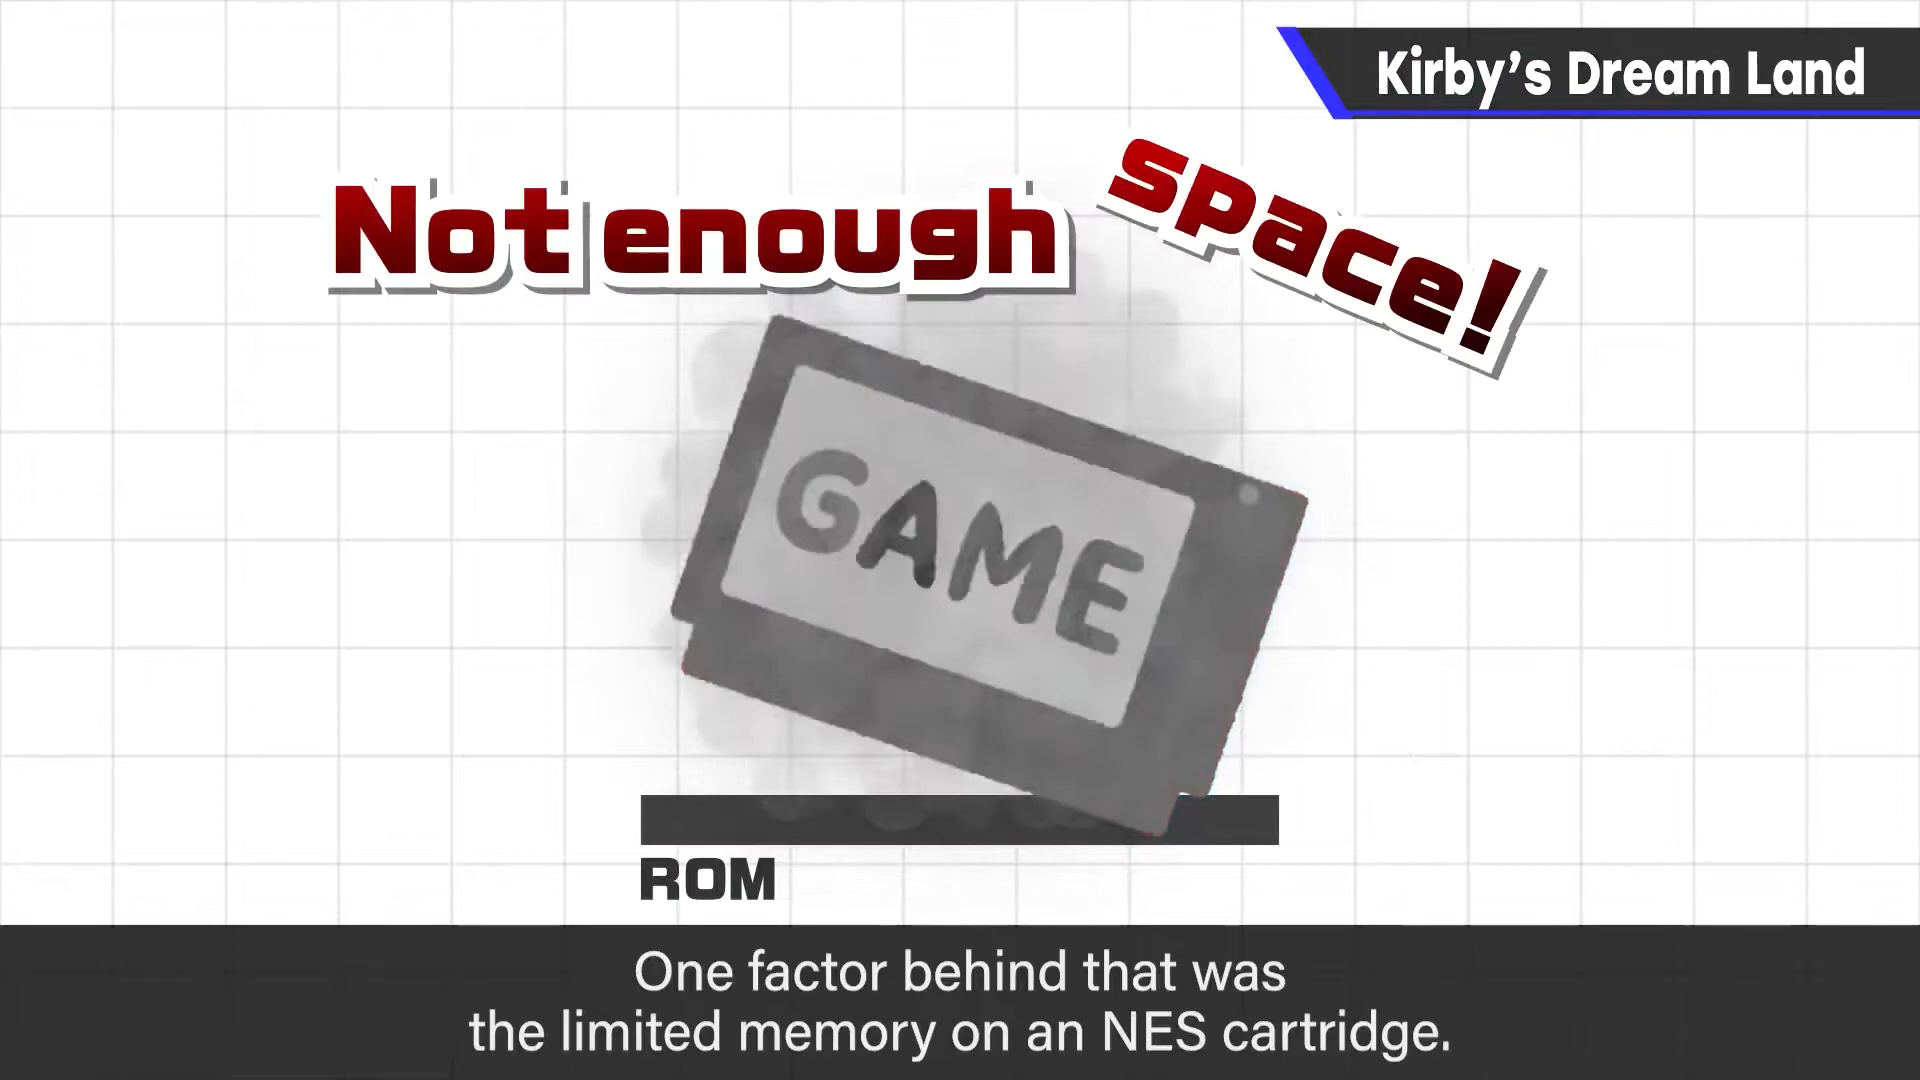 Kirby's Dream Land
Not enough space!
GAME
ROM
One factor behind that was
the limited memory on an NES cartridge.